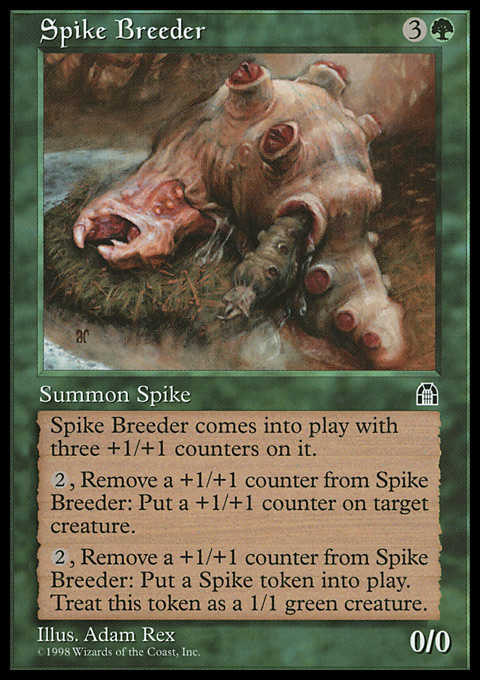 Spike Breeder 3
Summon Spike
Spike Breeder comes into play with
three +1/+1 counters on it.
2, Remove a +1/+1 counter from Spike
Breeder: Put a +1/+1 counter on target
creature.
2, Remove a +1/+1 counter from Spike
Breeder: Put a Spike token into play.
Treat this token as a 1/1 green creature.
Illus. Adam Rex
©1998 Wizards of the Coast, Inc.
0/0